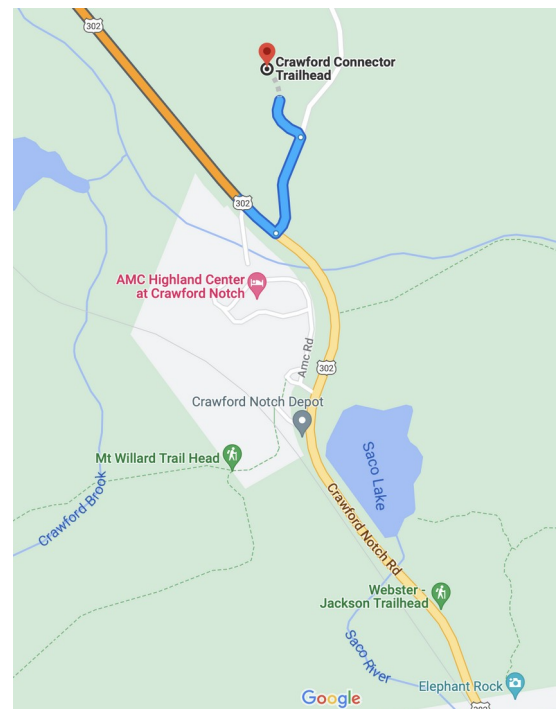 302
Crawford Connector
Trailhead
302
AMC Highland Center
at Crawford Notch
Amc Rd
302
Crawford Notch Depot
Mt Willard Trail Head
Saco Lake
Crawford Brook
Crawford Notch Rd
Webster -
Jackson Trailhead
Saco River
Elephant Rock
Google
302